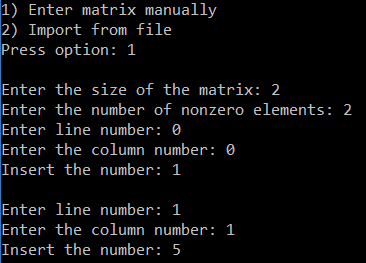 1) Enter matrix manually
2) Import from file
Press option: 1
Enter the size of the matrix: 2
Enter the number of nonzero elements: 2
Enter line number: 0
Enter the column number: 0
Insert the number: 1
Enter line number: 1
Enter the column number: 1
Insert the number: 5